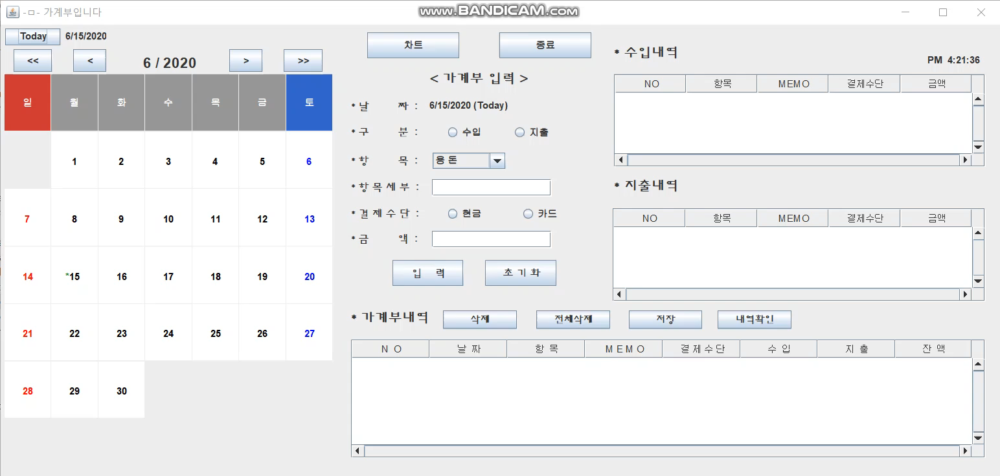 -ㅁ- 가계부입니다
www.BANDICAM.com
Today 6/15/2020
<< < 6 / 2020 > >>
일 월 화 수 목 금 토
1 2 3 4 5 6
7 8 9 10 11 12 13
14 *15 16 17 18 19 20
21 22 23 24 25 26 27
28 29 30
차트 종료
< 가계부 입력 >
* 날 짜 : 6/15/2020 (Today)
* 구 분 : 수입 지출
* 항 목 : 용 돈
* 항 목 세 부 :
* 결 제 수 단 : 현금 카드
* 금 액 :
입 력 초 기 화
* 수입내역
PM 4:21:36
NO 항목 MEMO 결제수단 금액
* 지출내역
NO 항목 MEMO 결제수단 금액
* 가계부내역 삭제 전체삭제 저장 내역확인
N O 날 짜 항 목 M E M O 결 제 수 단 수 입 지 출 잔 액